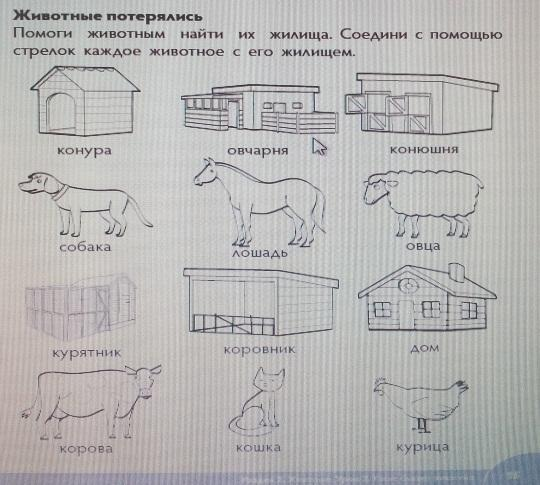 Животные потерялись
Помоги животным найти их жилища. Соедини с помощью
стрелок каждое животное с его жилищем.
конура овчарня конюшня
собака лошадь овца
курятник коровник дом
корова кошка курица